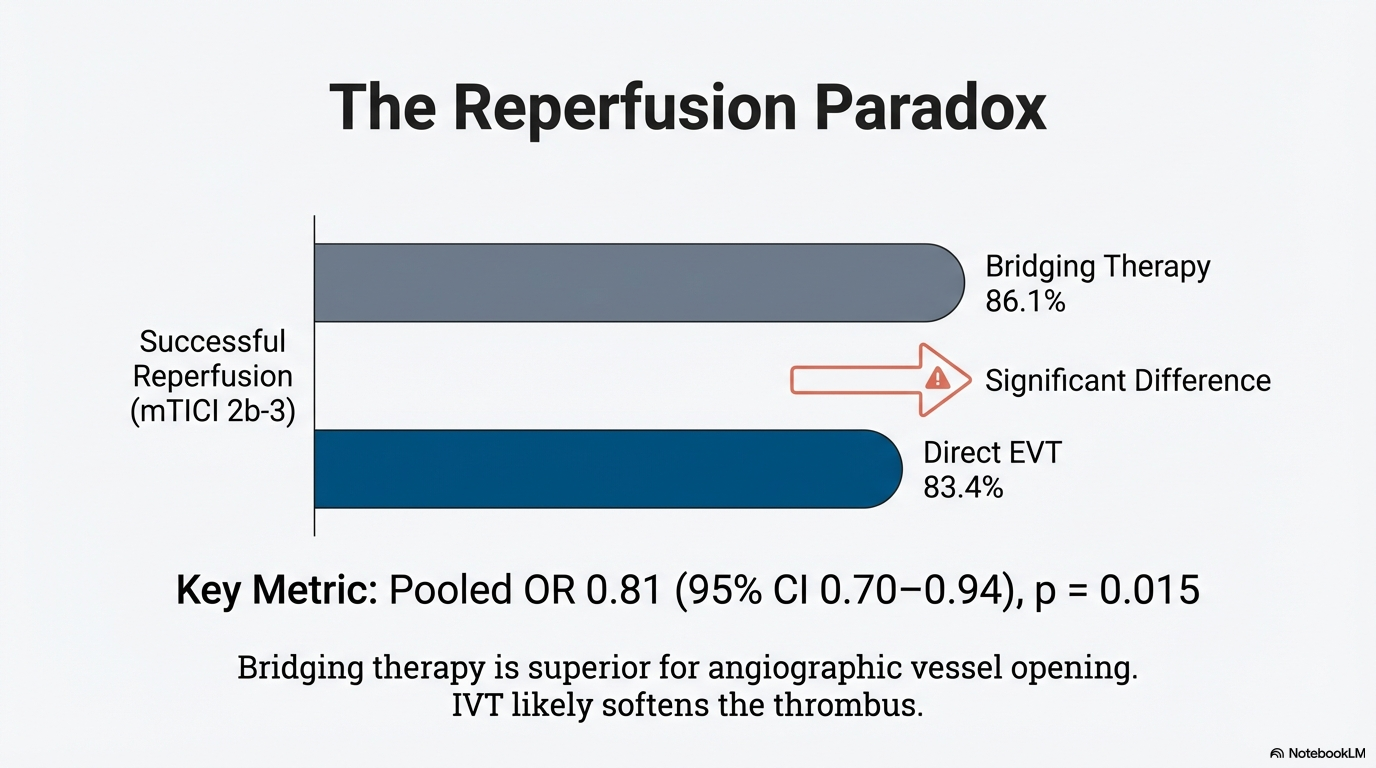 The Reperfusion Paradox
Successful
Reperfusion
(mTICI 2b-3)
Bridging Therapy
86.1%
Significant Difference
Direct EVT
83.4%
Key Metric: Pooled OR 0.81 (95% CI 0.70–0.94), p = 0.015
Bridging therapy is superior for angiographic vessel opening.
IVT likely softens the thrombus.
NotebookLM